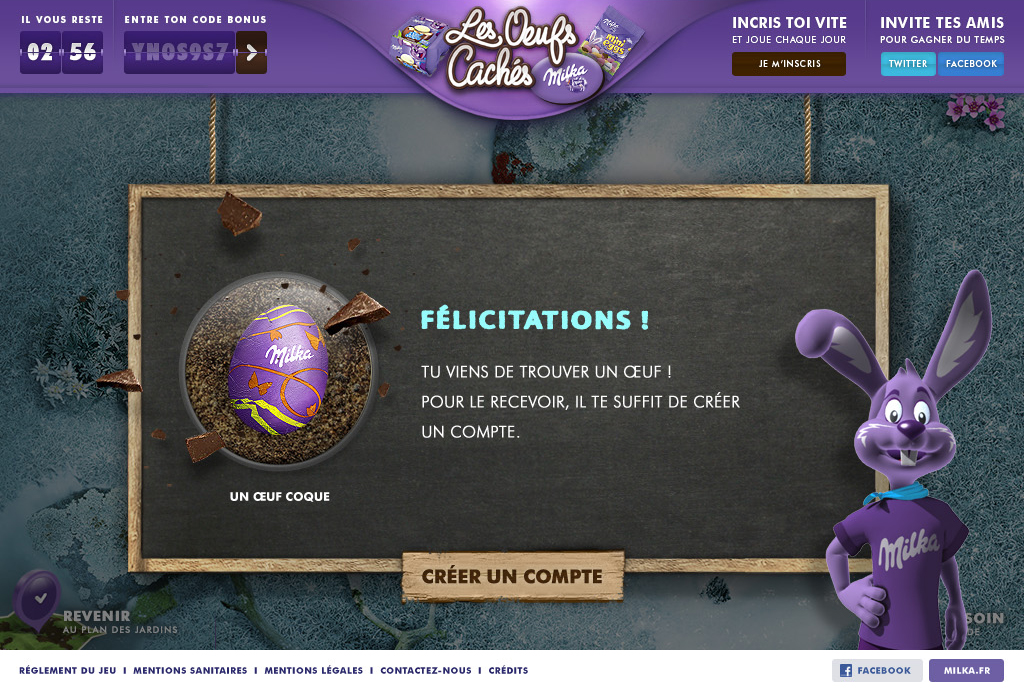 IL VOUS RESTE
02 56
ENTRE TON CODE BONUS
YHOS9S7
Les Œufs
Cachés
Milka
INCRIS TOI VITE
ET JOUE CHAQUE JOUR
JE M'INSCRIS
INVITE TES AMIS
POUR GAGNER DU TEMPS
TWITTER
FACEBOOK
Milka
FÉLICITATIONS !
TU VIENS DE TROUVER UN ŒUF !
POUR LE RECEVOIR, IL TE SUFFIT DE CRÉER
UN COMPTE.
UN ŒUF COQUE
Milka
CRÉER UN COMPTE
REVENIR
AU PLAN DES JARDINS
RÉGLEMENT DU JEU I MENTIONS SANITAIRES I MENTIONS LÉGALES I CONTACTEZ-NOUS I CRÉDITS
FACEBOOK
MILKA.FR